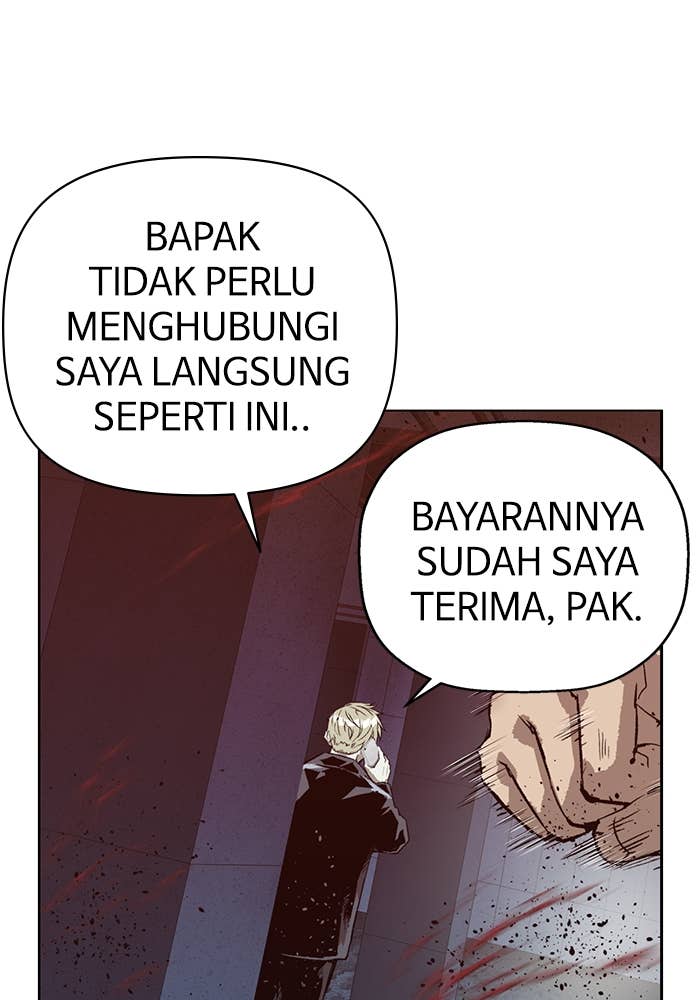 BAPAK
TIDAK PERLU
MENGHUBUNGI
SAYA LANGSUNG
SEPERTI INI..
BAYARANNYA
SUDAH SAYA
TERIMA, PAK.